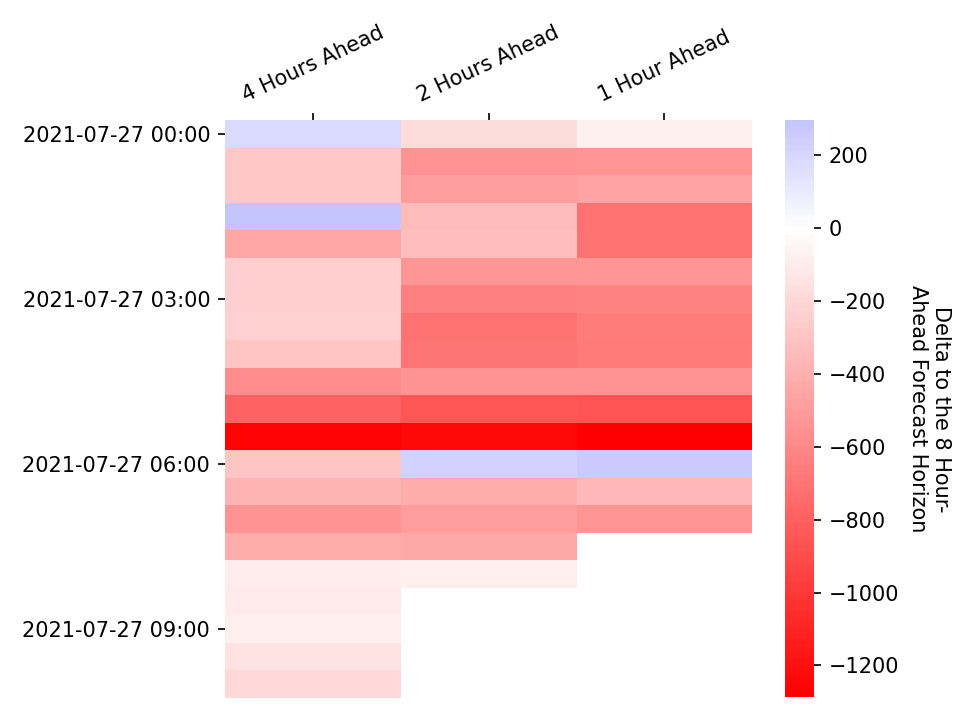 4 Hours Ahead
2 Hours Ahead
1 Hour Ahead
2021-07-27 00:00
2021-07-27 03:00
2021-07-27 06:00
2021-07-27 09:00
200
0
−200
−400
−600
−800
−1000
−1200
Delta to the 8 Hour-
Ahead Forecast Horizon